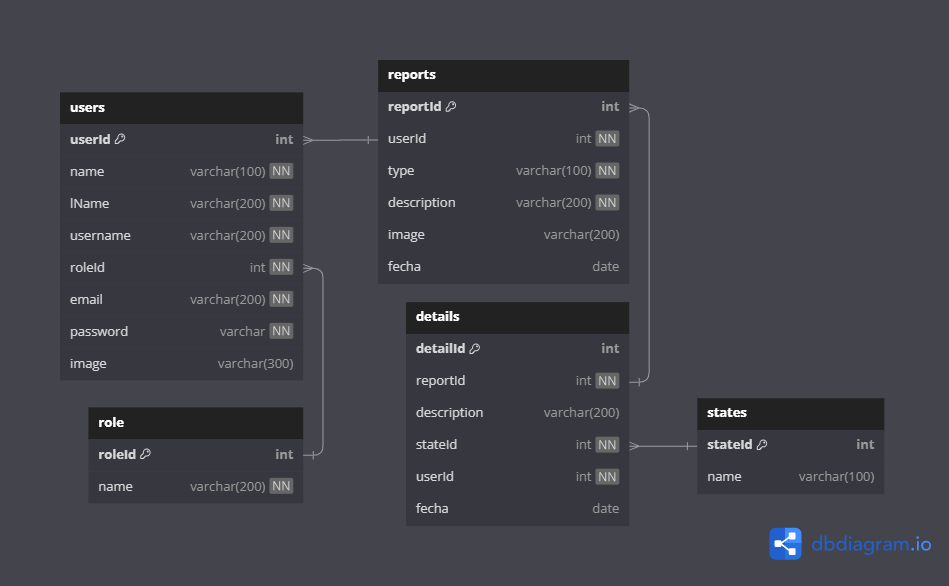 users
userId int
name varchar(100) NN
lName varchar(200) NN
username varchar(200) NN
roleId int NN
email varchar(200) NN
password varchar NN
image varchar(300)
role
roleId int
name varchar(200) NN
reports
reportId int
userId int NN
type varchar(100) NN
description varchar(200) NN
image varchar(200)
fecha date
details
detailId int
reportId int NN
description varchar(200)
stateId int NN
userId int NN
fecha date
states
stateId int
name varchar(100)
dbdiagram.io